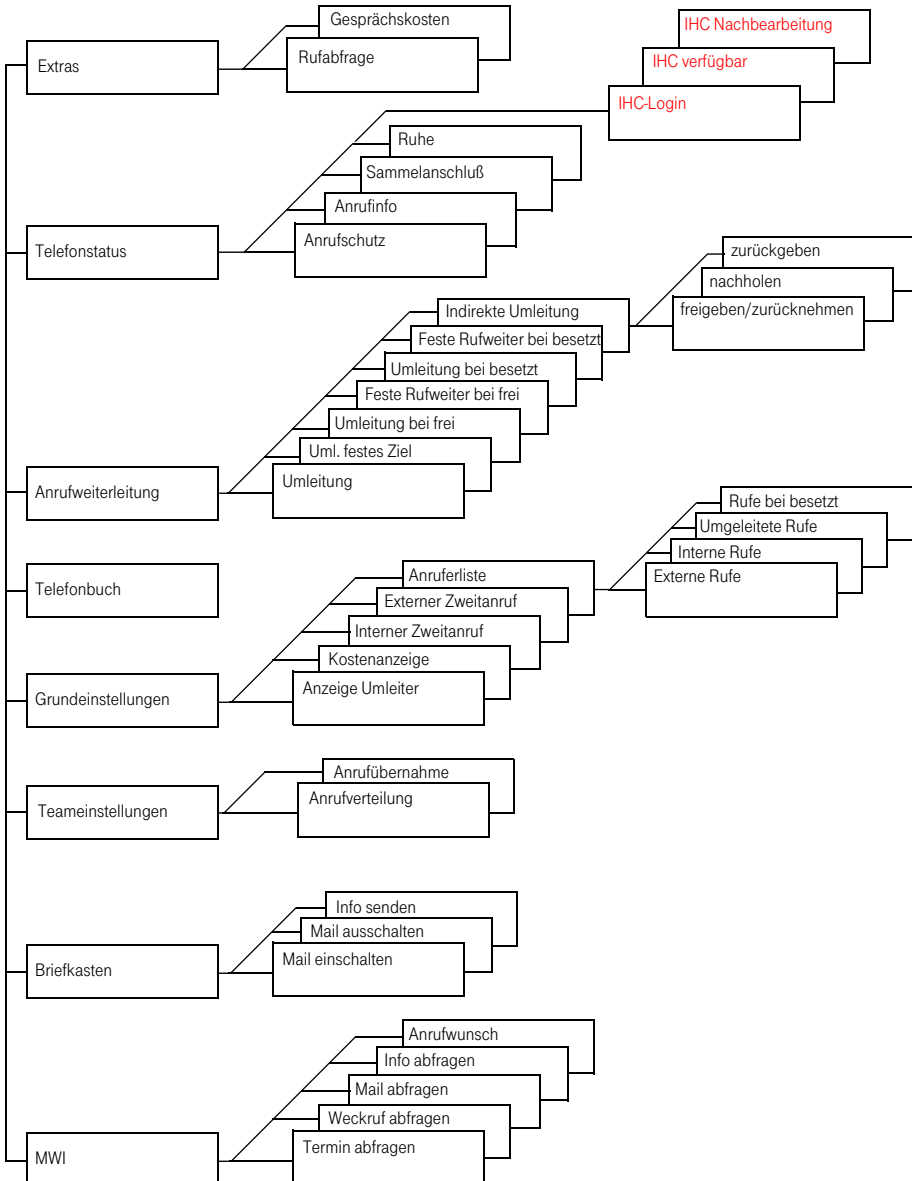 Gesprächskosten
Rufabfrage
Extras
IHC Nachbearbeitung
IHC verfügbar
IHC-Login
Ruhe
Sammelanschluß
Anrufinfo
Anrufschutz
Telefonstatus
zurückgeben
nachholen
freigeben/zurücknehmen
Indirekte Umleitung
Feste Rufweiter bei besetzt
Umleitung bei besetzt
Feste Rufweiter bei frei
Umleitung bei frei
Uml. festes Ziel
Umleitung
Anrufweiterleitung
Rufe bei besetzt
Umgeleitete Rufe
Interne Rufe
Externe Rufe
Telefonbuch
Anruferliste
Externer Zweitanruf
Interner Zweitanruf
Kostenanzeige
Anzeige Umleiter
Grundeinstellungen
Anrufübernahme
Anrufverteilung
Teameinstellungen
Info senden
Mail ausschalten
Mail einschalten
Briefkasten
Anrufwunsch
Info abfragen
Mail abfragen
Weckruf abfragen
Termin abfragen
MWI